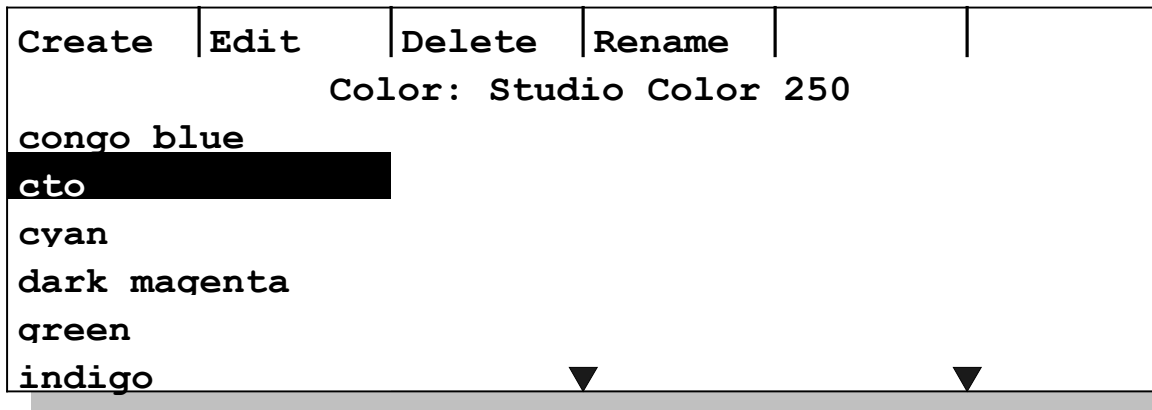 Create Edit Delete Rename
Color: Studio Color 250
congo blue
cto
cyan
dark magenta
green
indigo